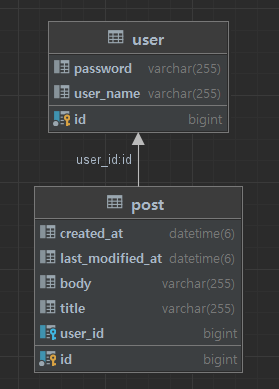 user
password varchar(255)
user_name varchar(255)
id bigint
user_id:id
post
created_at datetime(6)
last_modified_at datetime(6)
body varchar(255)
title varchar(255)
user_id bigint
id bigint